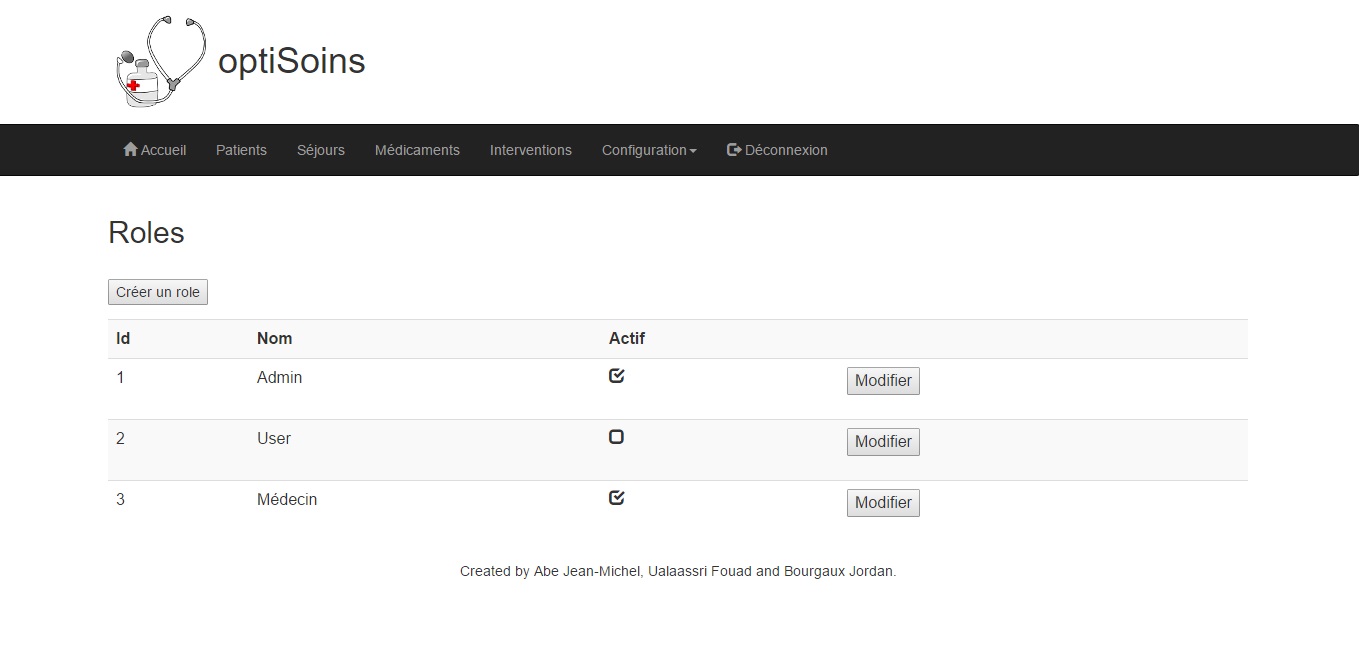 optiSoins
Accueil Patients Séjours Médicaments Interventions Configuration Déconnexion
Roles
Créer un role
Id Nom Actif
1 Admin Modifier
2 User Modifier
3 Médecin Modifier
Created by Abe Jean-Michel, Ualaassri Fouad and Bourgaux Jordan.